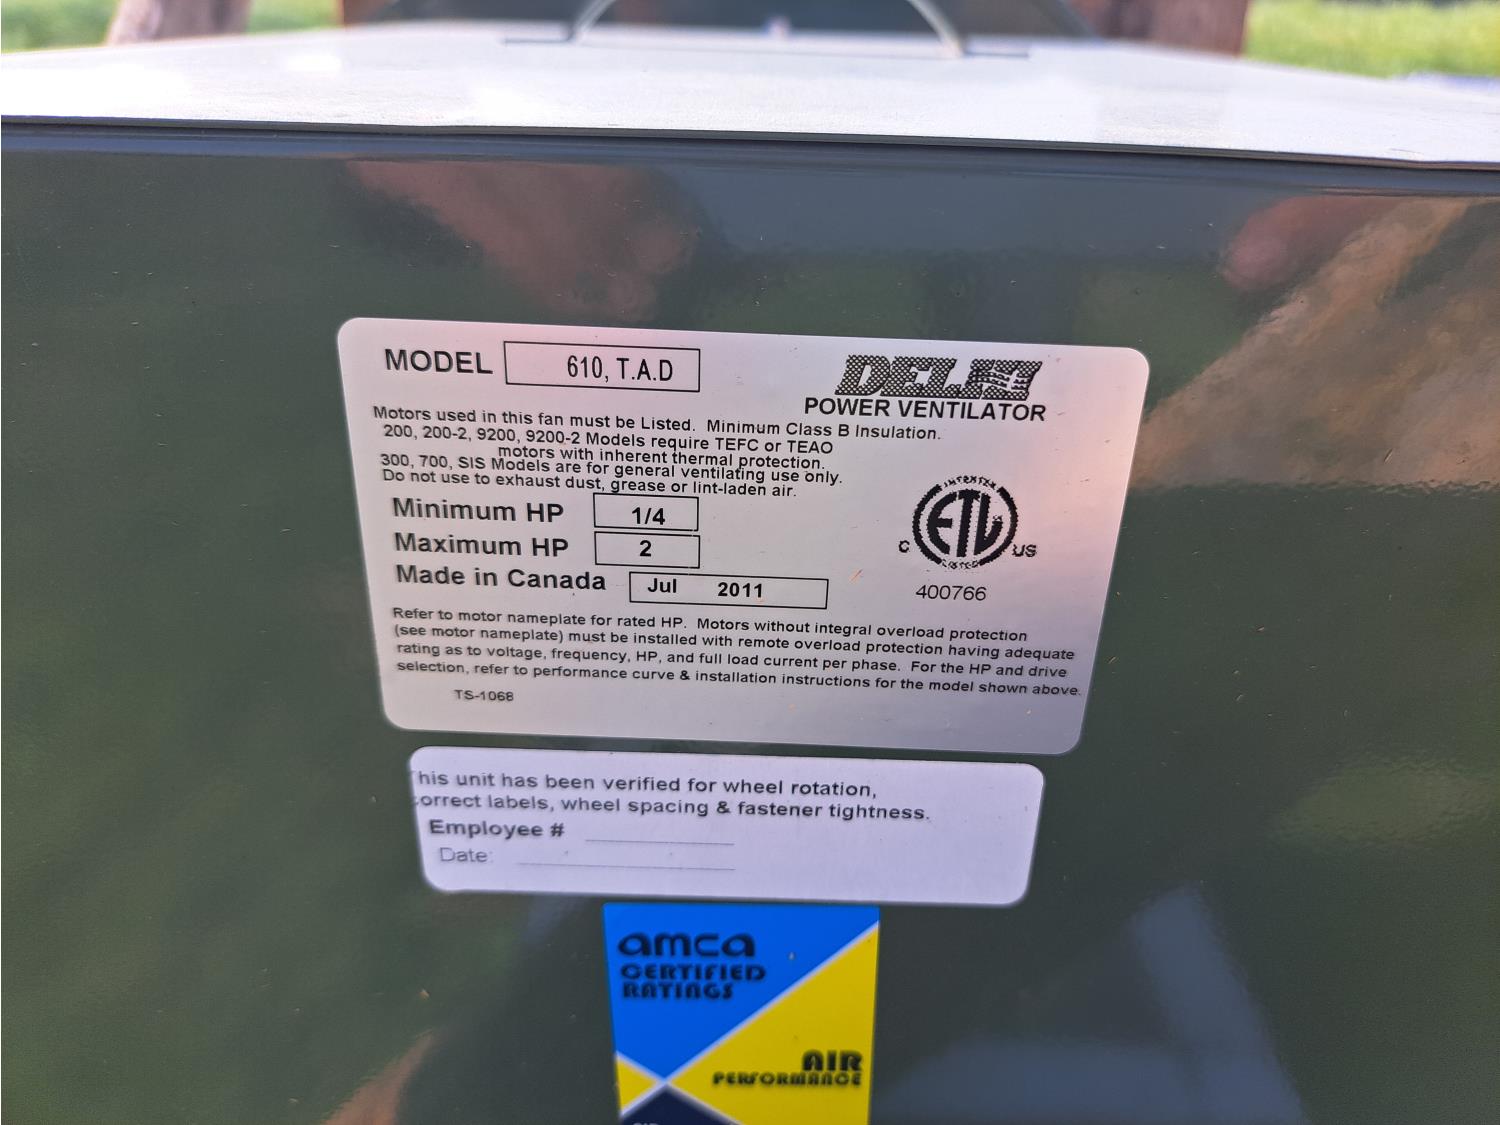 MODEL 610, T.A.D
DELHI
POWER VENTILATOR
Motors used in this fan must be Listed. Minimum Class B Insulation.
200, 200-2, 9200, 9200-2 Models require TEFC or TEAO
motors with inherent thermal protection.
300, 700, SIS Models are for general ventilating use only.
Do not use to exhaust dust, grease or lint-laden air.
Minimum HP 1/4
Maximum HP 2
Made in Canada Jul 2011
INTERTEK
ETL
C US
LISTED
400766
Refer to motor nameplate for rated HP. Motors without integral overload protection
(see motor nameplate) must be installed with remote overload protection having adequate
rating as to voltage, frequency, HP, and full load current per phase. For the HP and drive
selection, refer to performance curve & installation instructions for the model shown above.
TS-1068
This unit has been verified for wheel rotation,
correct labels, wheel spacing & fastener tightness.
Employee #
Date:
amca
CERTIFIED
RATINGS
AIR
PERFORMANCE